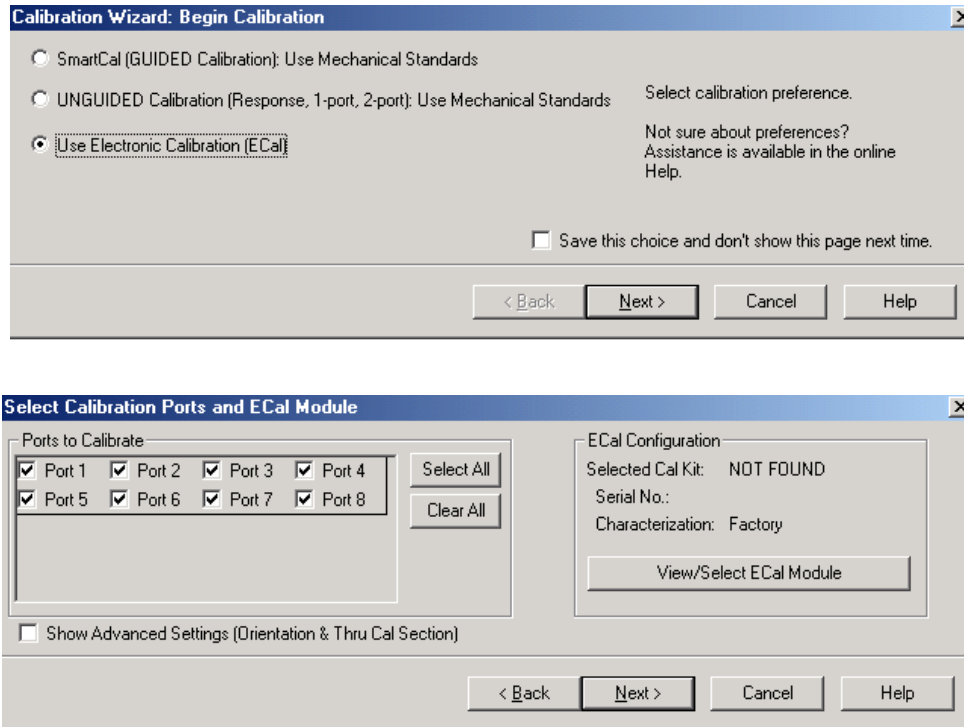 Calibration Wizard: Begin Calibration
SmartCal (GUIDED Calibration): Use Mechanical Standards
UNGUIDED Calibration (Response, 1-port, 2-port): Use Mechanical Standards
Use Electronic Calibration (ECal)
Select calibration preference.
Not sure about preferences?
Assistance is available in the online
Help.
Save this choice and don't show this page next time.
< Back Next > Cancel Help
Select Calibration Ports and ECal Module
Ports to Calibrate
Port 1 Port 2 Port 3 Port 4
Port 5 Port 6 Port 7 Port 8
Select All
Clear All
ECal Configuration
Selected Cal Kit: NOT FOUND
Serial No.:
Characterization: Factory
View/Select ECal Module
Show Advanced Settings (Orientation & Thru Cal Section)
< Back Next > Cancel Help